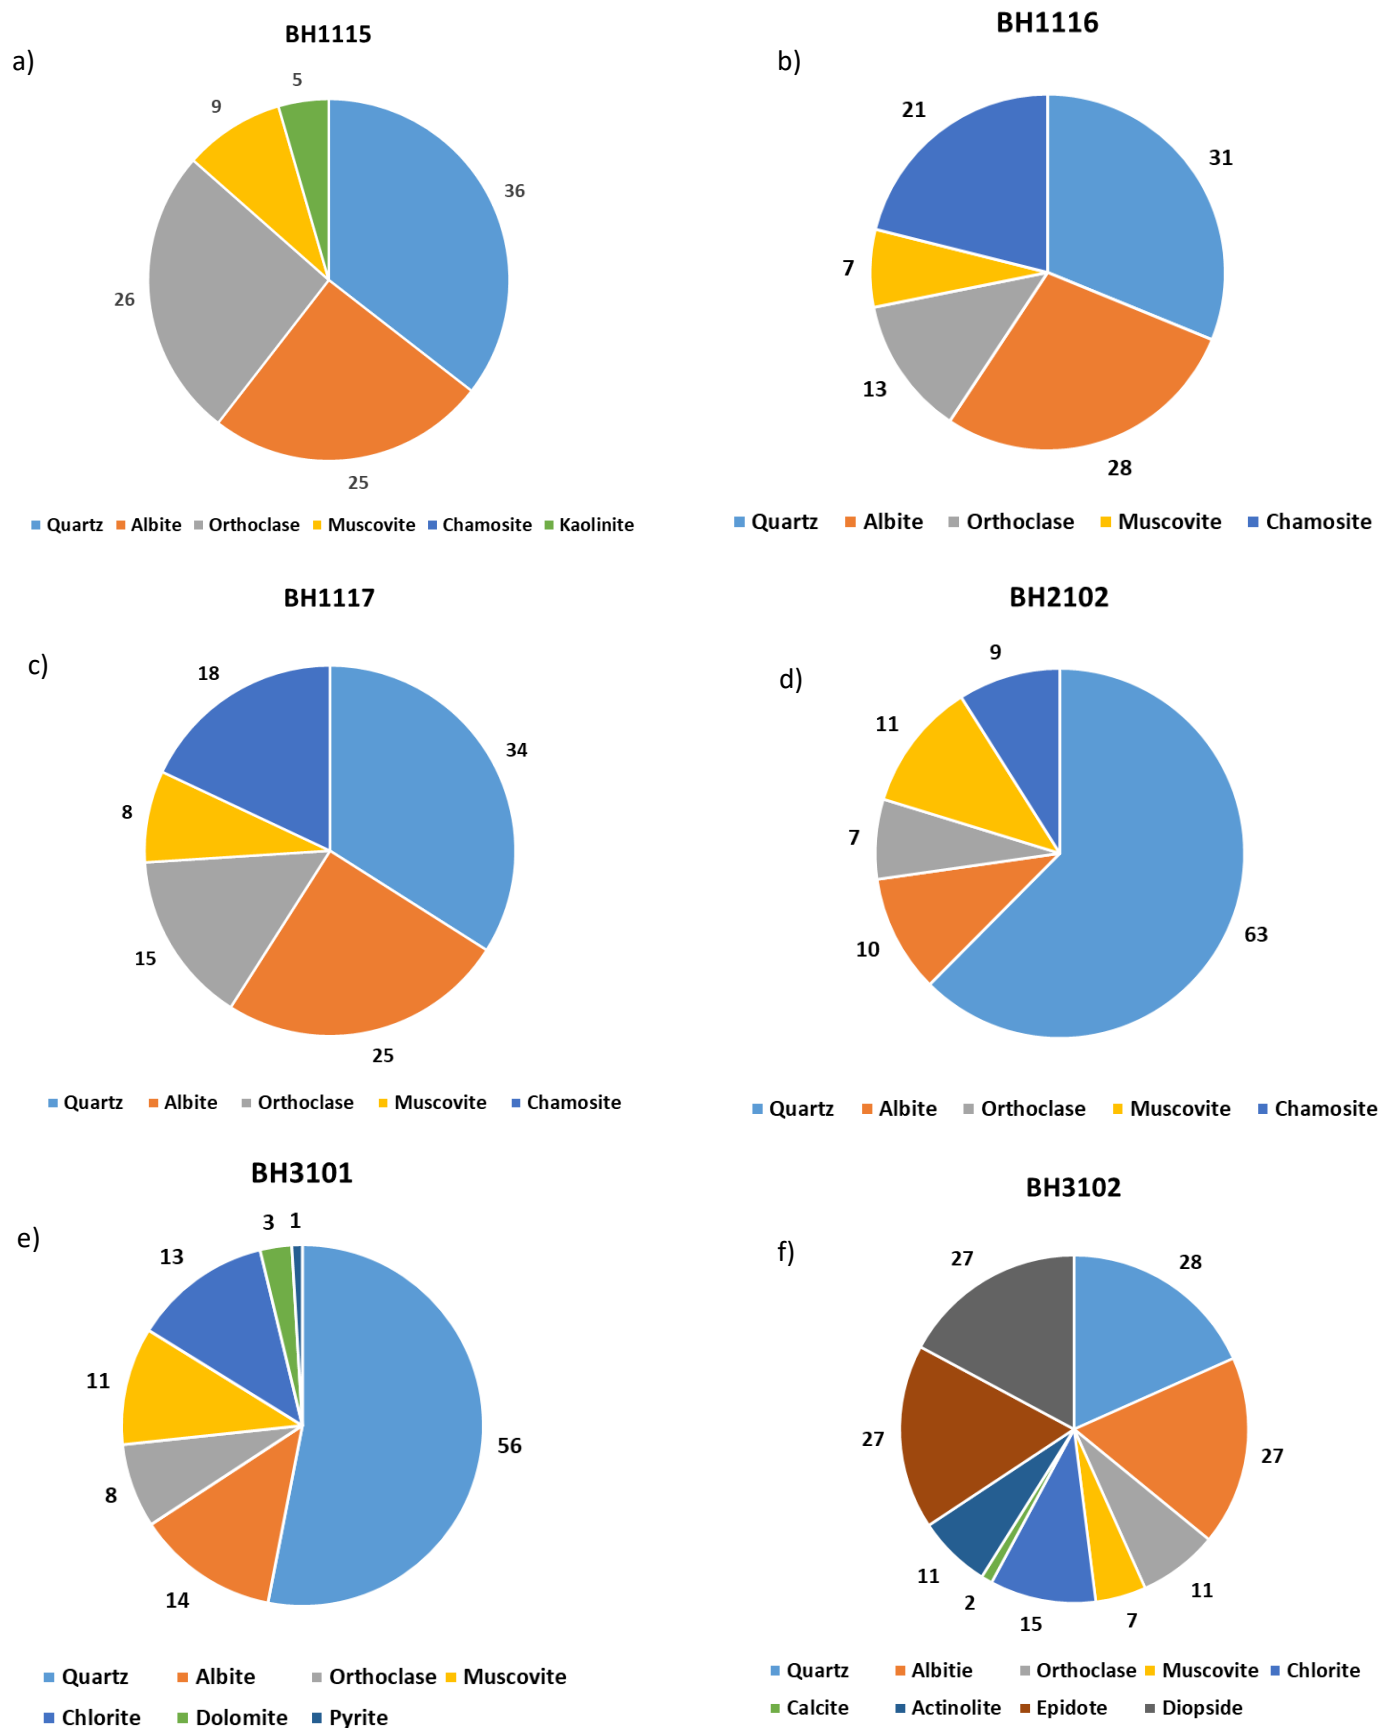 BH1115
a)
5
9
36
26
25
Quartz Albite Orthoclase Muscovite Chamosite Kaolinite
BH1116
b)
21
31
7
13
28
Quartz Albite Orthoclase Muscovite Chamosite
BH1117
c)
18
34
8
15
25
Quartz Albite Orthoclase Muscovite Chamosite
BH2102
d)
9
11
7
10
63
Quartz Albite Orthoclase Muscovite Chamosite
BH3101
e)
3 1
13
11
56
8
14
Quartz Albite Orthoclase Muscovite
Chlorite Dolomite Pyrite
BH3102
f)
27
28
27
27
11
11
2
15
7
Quartz Albitie Orthoclase Muscovite Chlorite
Calcite Actinolite Epidote Diopside